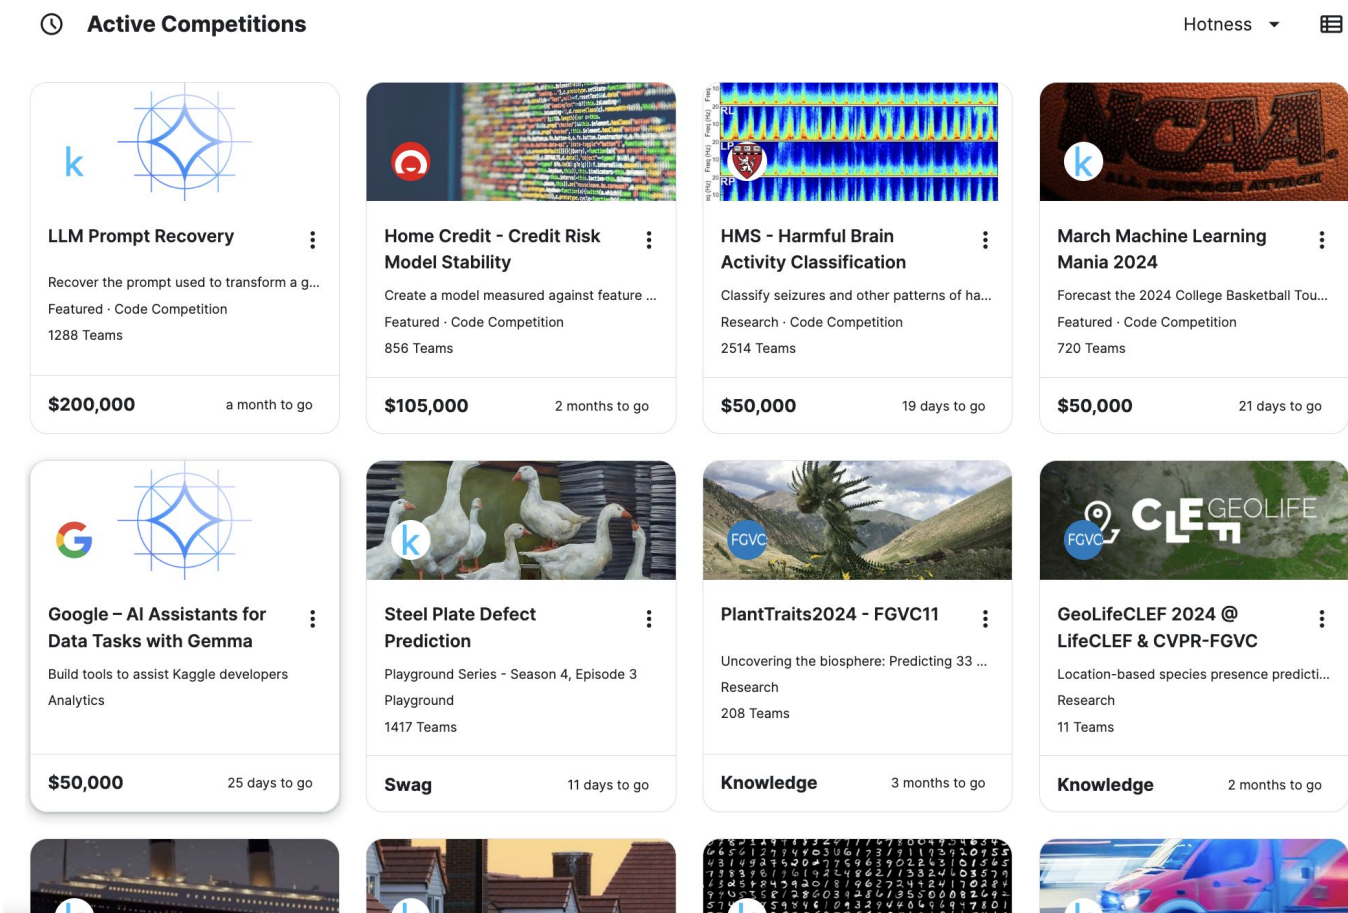 Active Competitions
Hotness
k
LLM Prompt Recovery
Recover the prompt used to transform a g...
Featured · Code Competition
1288 Teams
$200,000
a month to go
Home Credit - Credit Risk
Model Stability
Create a model measured against feature ...
Featured · Code Competition
856 Teams
$105,000
2 months to go
RL
LP
RP
HMS - Harmful Brain
Activity Classification
Classify seizures and other patterns of ha...
Research · Code Competition
2514 Teams
$50,000
19 days to go
NCAA
k
March Machine Learning
Mania 2024
Forecast the 2024 College Basketball Tou...
Featured · Code Competition
720 Teams
$50,000
21 days to go
G
Google – AI Assistants for
Data Tasks with Gemma
Build tools to assist Kaggle developers
Analytics
$50,000
25 days to go
k
Steel Plate Defect
Prediction
Playground Series - Season 4, Episode 3
Playground
1417 Teams
Swag
11 days to go
FGVC
PlantTraits2024 - FGVC11
Uncovering the biosphere: Predicting 33 ...
Research
208 Teams
Knowledge
3 months to go
FGVC
CLEF GEOLIFE
GeoLifeCLEF 2024 @
LifeCLEF & CVPR-FGVC
Location-based species presence predicti...
Research
11 Teams
Knowledge
2 months to go